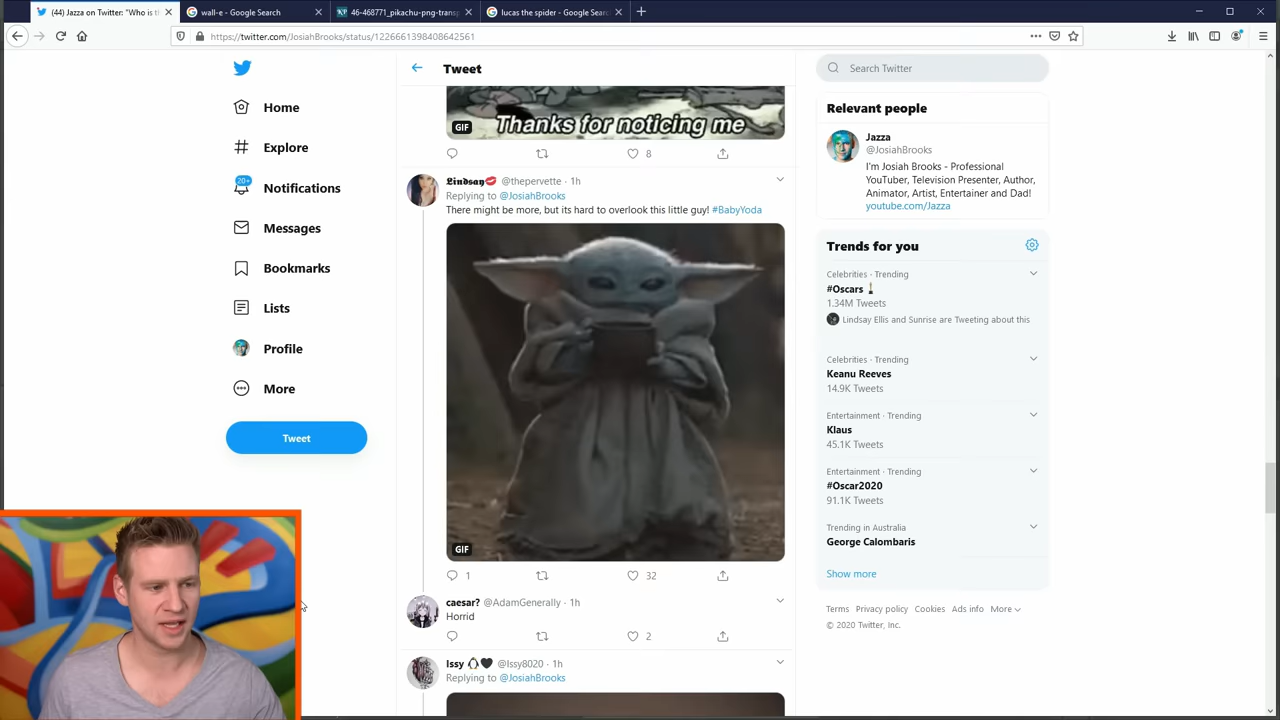 (44) Jazza on Twitter: "Who is th
wall-e - Google Search
46-468771_pikachu-png-transp
lucas the spider - Google Searc
https://twitter.com/JosiahBrooks/status/1226661398408642561
Home
Explore
20+
Notifications
Messages
Bookmarks
Lists
Profile
More
Tweet
Tweet
GIF
Thanks for noticing me
8
𝕷𝖎𝖓𝖉𝖘𝖆𝖞💋 @thepervette · 1h
Replying to @JosiahBrooks
There might be more, but its hard to overlook this little guy! #BabyYoda
GIF
1
32
caesar? @AdamGenerally · 1h
Horrid
2
Issy 🐧🖤 @Issy8020 · 1h
Replying to @JosiahBrooks
Search Twitter
Relevant people
Jazza
@JosiahBrooks
I'm Josiah Brooks - Professional
YouTuber, Television Presenter, Author,
Animator, Artist, Entertainer and Dad!
youtube.com/Jazza
Trends for you
Celebrities · Trending
#Oscars
1.34M Tweets
Lindsay Ellis and Sunrise are Tweeting about this
Celebrities · Trending
Keanu Reeves
14.9K Tweets
Entertainment · Trending
Klaus
45.1K Tweets
Entertainment · Trending
#Oscar2020
91.1K Tweets
Trending in Australia
George Calombaris
Show more
Terms Privacy policy Cookies Ads info More
© 2020 Twitter, Inc.